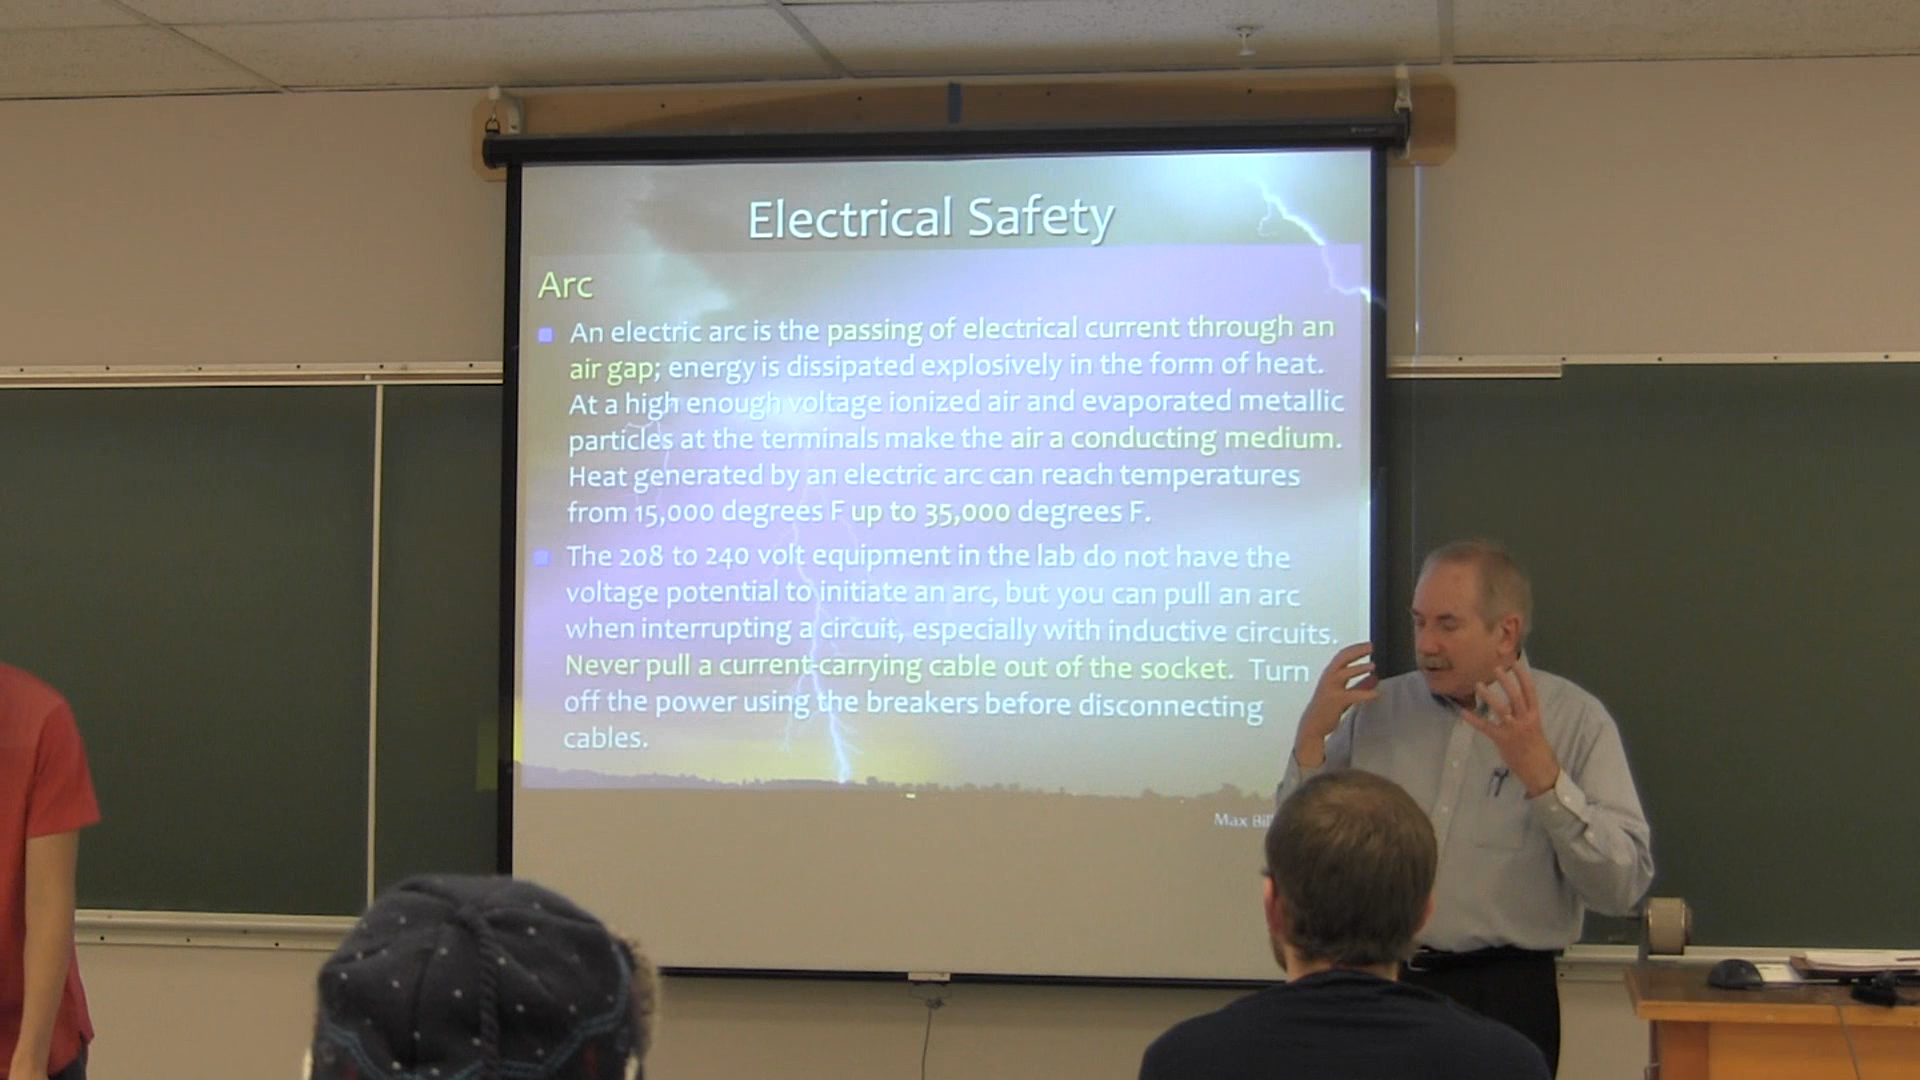 Electrical Safety
Arc
An electric arc is the passing of electrical current through an
air gap; energy is dissipated explosively in the form of heat.
At a high enough voltage ionized air and evaporated metallic
particles at the terminals make the air a conducting medium.
Heat generated by an electric arc can reach temperatures
from 15,000 degrees F up to 35,000 degrees F.
The 208 to 240 volt equipment in the lab do not have the
voltage potential to initiate an arc, but you can pull an arc
when interrupting a circuit, especially with inductive circuits.
Never pull a current-carrying cable out of the socket. Turn
off the power using the breakers before disconnecting
cables.
Max